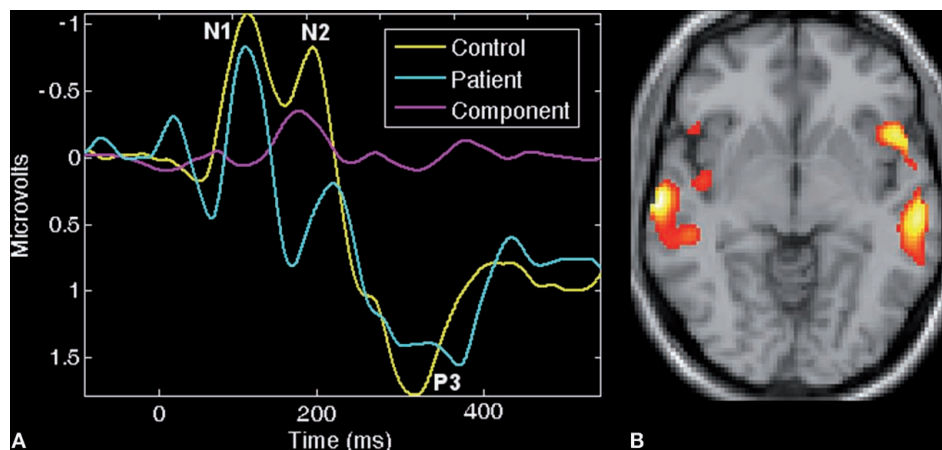 -1
-0.5
0
0.5
1
1.5
Microvolts
N1
N2
P3
Control
Patient
Component
0
200
400
Time (ms)
A
B